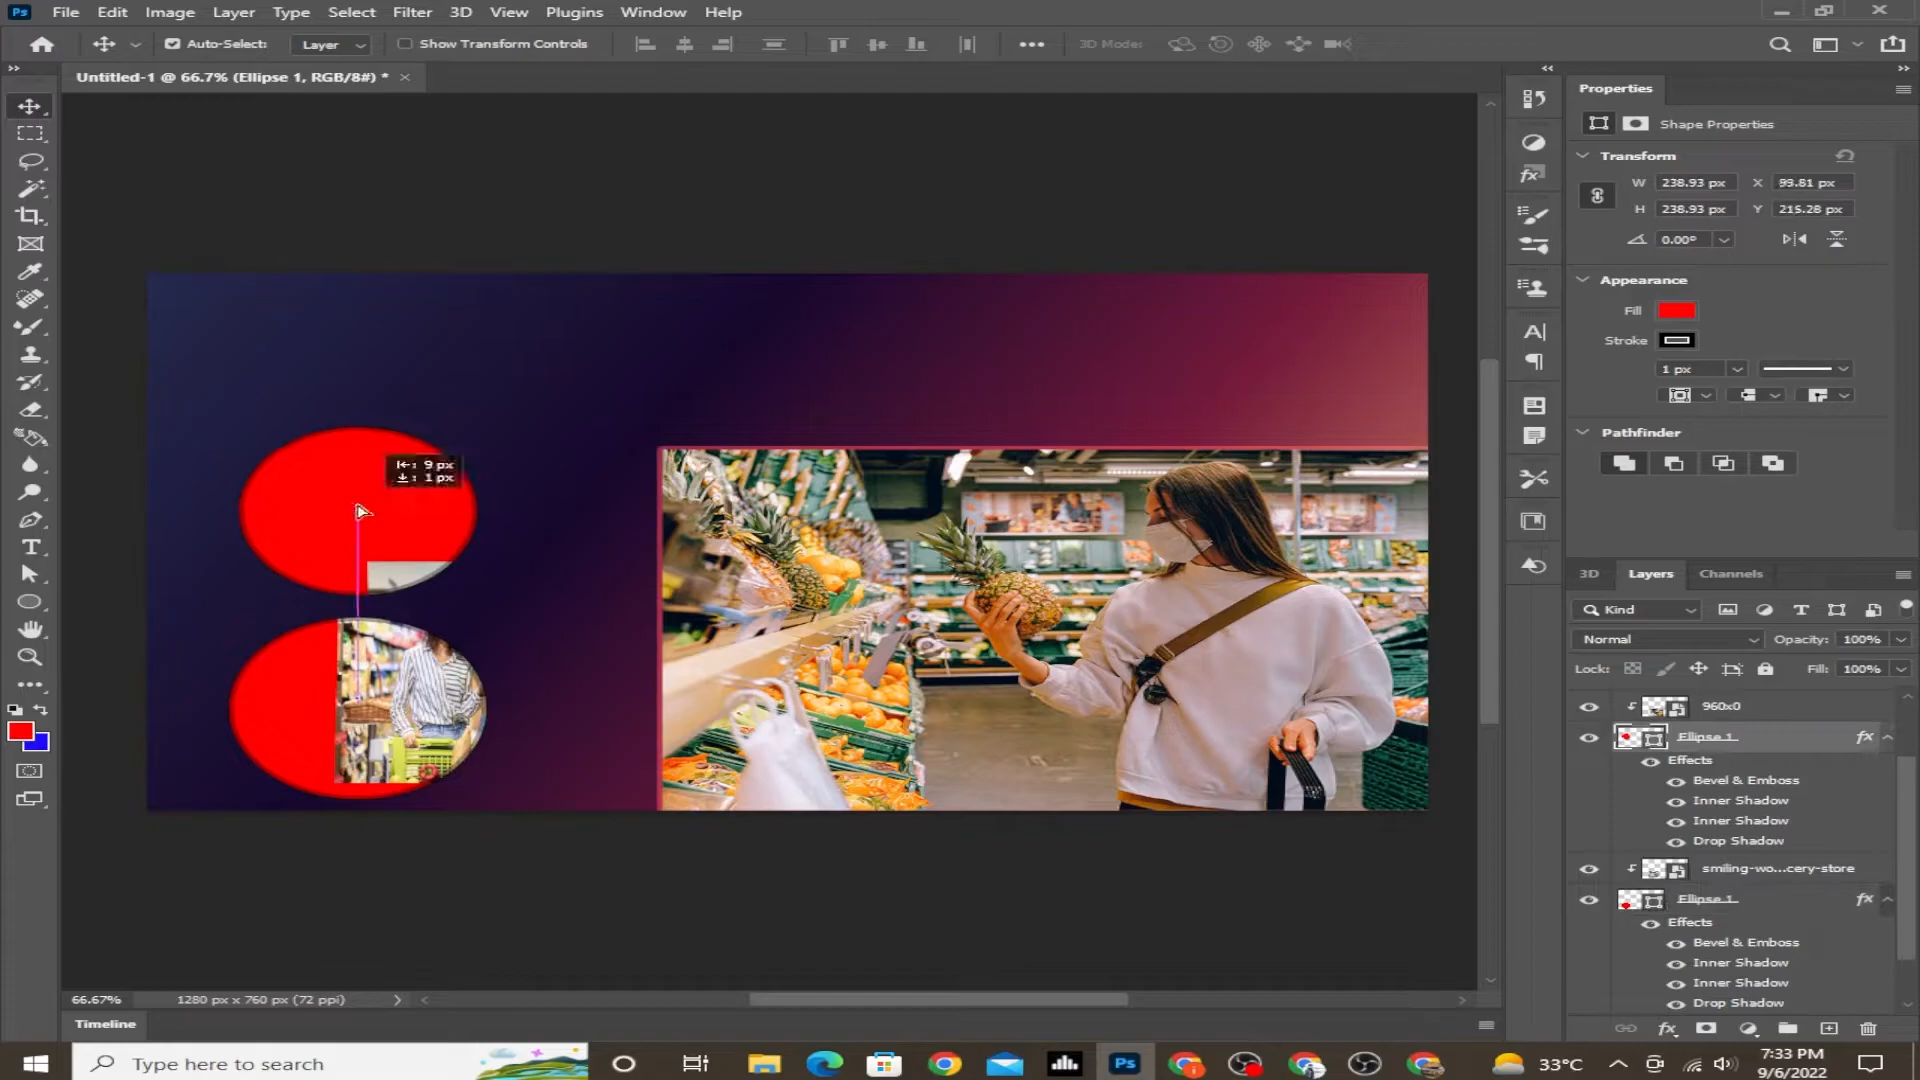 Ps File Edit Image Layer Type Select Filter 3D View Plugins Window Help
Auto-Select: Layer Show Transform Controls 3D Mode:
Untitled-1 @ 66.7% (Ellipse 1, RGB/8#) *
Properties
Shape Properties
Transform
W 238.93 px X 99.81 px
H 238.93 px Y 215.28 px
0.00°
Appearance
Fill
Stroke
1 px
Pathfinder
9 px
1 px
3D Layers Channels
Kind
Normal Opacity: 100%
Lock: Fill: 100%
960x0
Ellipse 1 fx
Effects
Bevel & Emboss
Inner Shadow
Inner Shadow
Drop Shadow
smiling-wo...cery-store
Ellipse 1 fx
Effects
Bevel & Emboss
Inner Shadow
Inner Shadow
Drop Shadow
66.67% 1280 px x 760 px (72 ppi)
Timeline
Type here to search
Ps
33°C
7:33 PM
9/6/2022